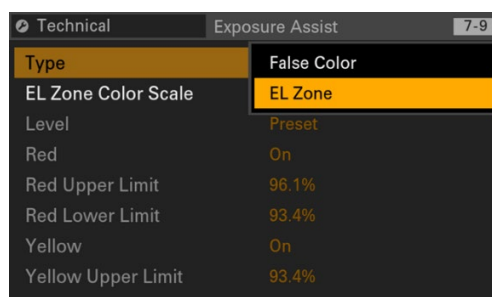 Technical Exposure Assist 7-9
Type False Color
EL Zone Color Scale EL Zone
Level Preset
Red On
Red Upper Limit 96.1%
Red Lower Limit 93.4%
Yellow On
Yellow Upper Limit 93.4%